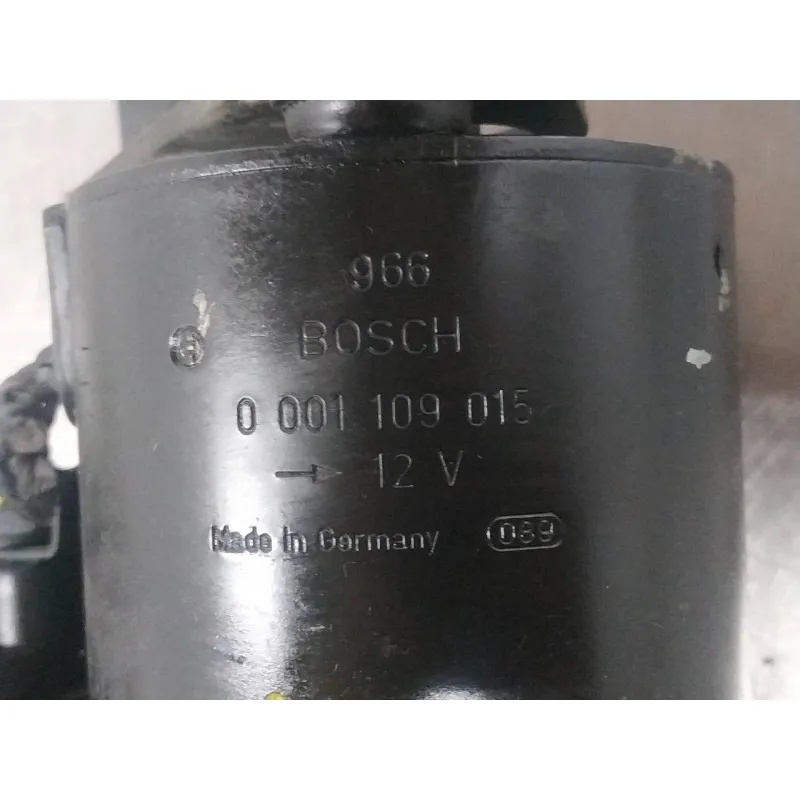 966
BOSCH
0 001 109 015
→ 12 V
Made in Germany 089